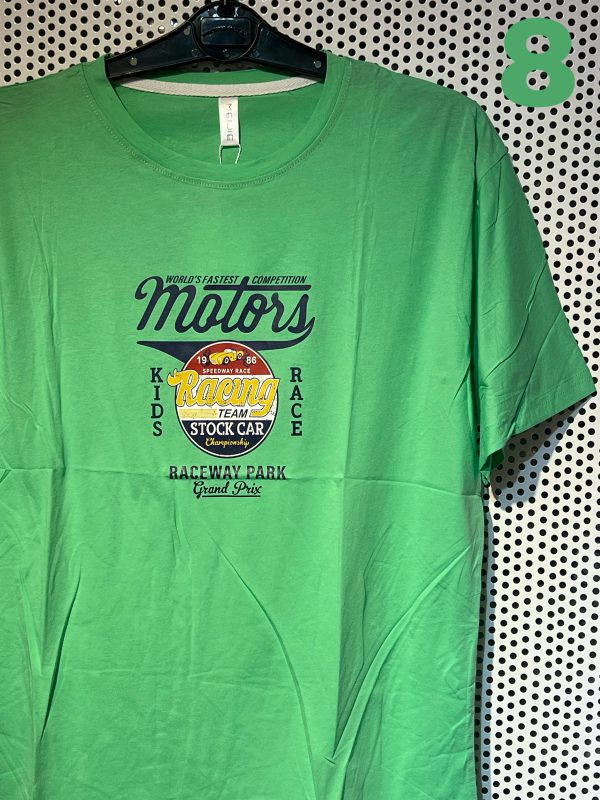 8
MEIJIE
WORLD'S FASTEST COMPETITION
Motors
KIDS
RACE
19 86
SPEEDWAY RACE
Racing
TEAM
STOCK CAR
Championship
RACEWAY PARK
Grand Prix